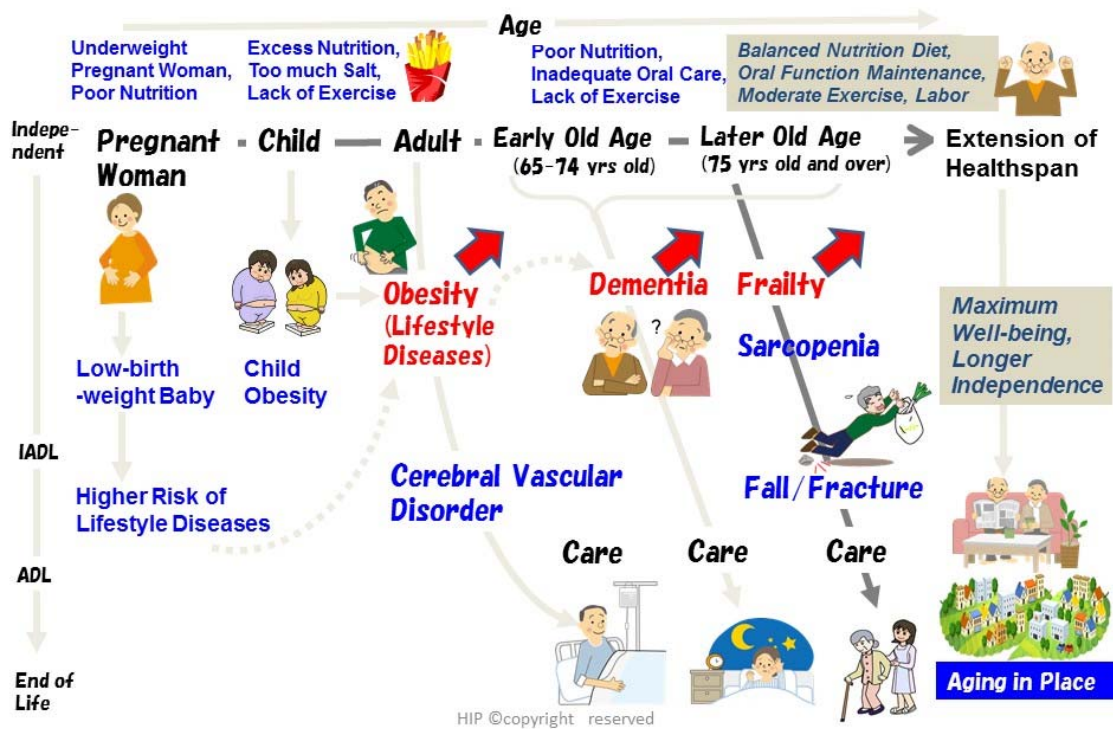 Age
Underweight
Pregnant Woman,
Poor Nutrition
Excess Nutrition,
Too much Salt,
Lack of Exercise
Poor Nutrition,
Inadequate Oral Care,
Lack of Exercise
Balanced Nutrition Diet,
Oral Function Maintenance,
Moderate Exercise, Labor
Indepe-
ndent
Pregnant
Woman
Child
Adult
Early Old Age
(65-74 yrs old)
Later Old Age
(75 yrs old and over)
Extension of
Healthspan
Obesity
(Lifestyle
Diseases)
Dementia
?
Frailty
Sarcopenia
Maximum
Well-being,
Longer
Independence
Low-birth
-weight Baby
Child
Obesity
IADL
Higher Risk of
Lifestyle Diseases
Cerebral Vascular
Disorder
Fall/Fracture
ADL
Care
Care
Care
End of
Life
Aging in Place
HIP ©copyright reserved